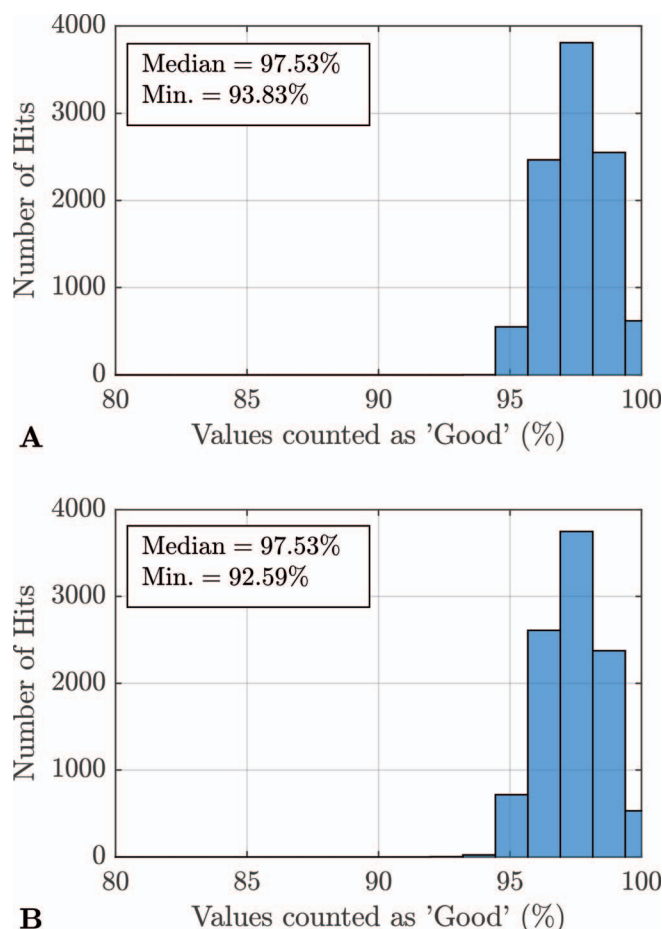 4000
3000
2000
1000
0
Number of Hits
Median = 97.53%
Min. = 93.83%
80 85 90 95 100
Values counted as 'Good' (%)
A
4000
3000
2000
1000
0
Number of Hits
Median = 97.53%
Min. = 92.59%
80 85 90 95 100
Values counted as 'Good' (%)
B